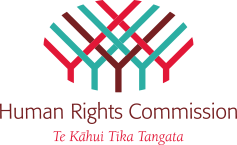 Human Rights Commission
Te Kāhui Tika Tangata